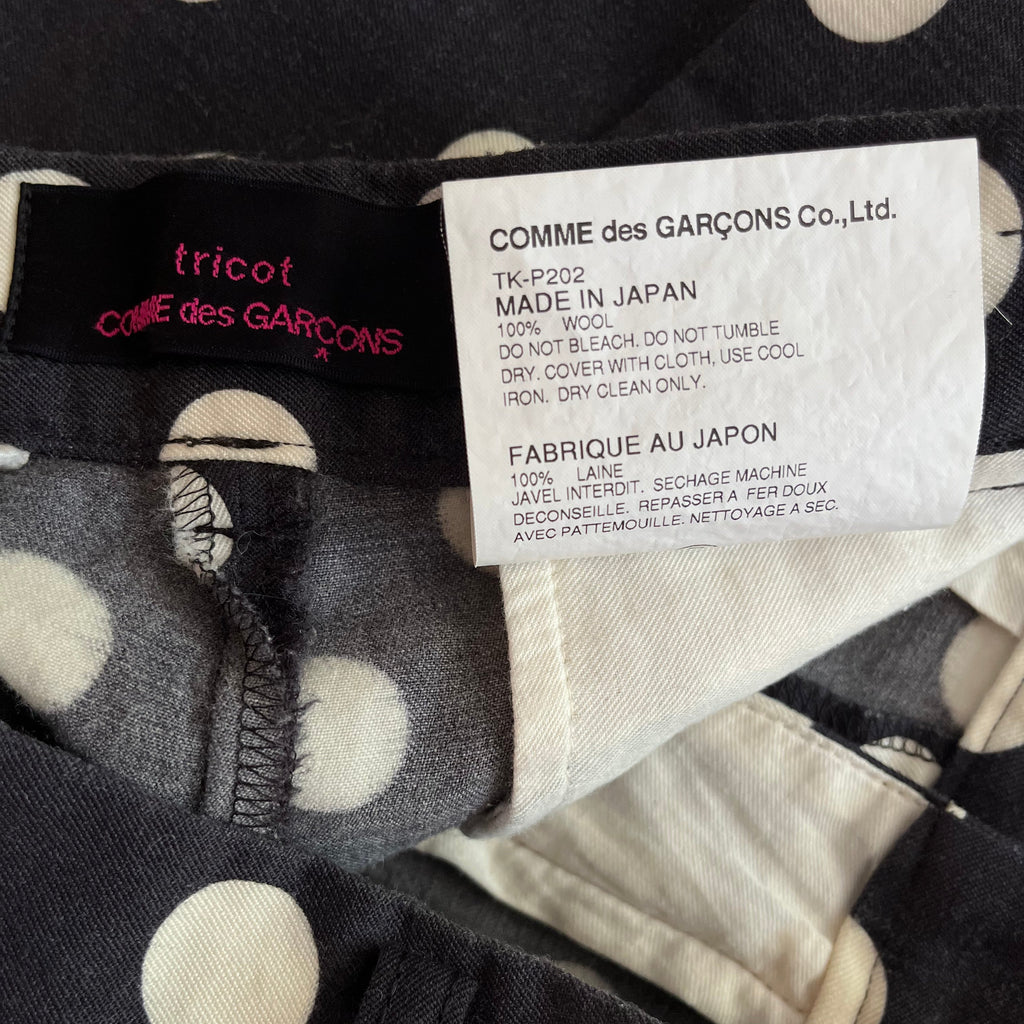 tricot
COMME des GARÇONS
COMME des GARÇONS Co.,Ltd.
TK-P202
MADE IN JAPAN
100% WOOL
DO NOT BLEACH. DO NOT TUMBLE
DRY. COVER WITH CLOTH, USE COOL
IRON. DRY CLEAN ONLY.
FABRIQUE AU JAPON
100% LAINE
JAVEL INTERDIT. SECHAGE MACHINE
DECONSEILLE. REPASSER A FER DOUX
AVEC PATTEMOUILLE. NETTOYAGE A SEC.